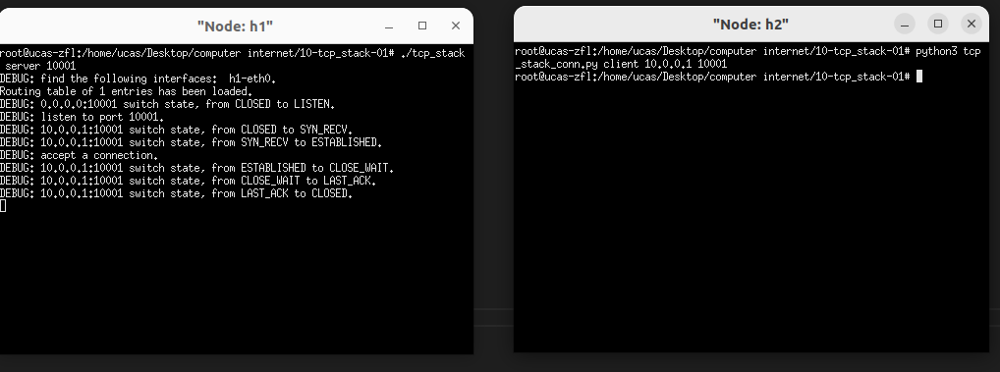 "Node: h1"
root@ucas-zfl:/home/ucas/Desktop/computer internet/10-tcp_stack-01# ./tcp_stack
 server 10001
DEBUG: find the following interfaces:  h1-eth0.
Routing table of 1 entries has been loaded.
DEBUG: 0.0.0.0:10001 switch state, from CLOSED to LISTEN.
DEBUG: listen to port 10001.
DEBUG: 10.0.0.1:10001 switch state, from CLOSED to SYN_RECV.
DEBUG: 10.0.0.1:10001 switch state, from SYN_RECV to ESTABLISHED.
DEBUG: accept a connection.
DEBUG: 10.0.0.1:10001 switch state, from ESTABLISHED to CLOSE_WAIT.
DEBUG: 10.0.0.1:10001 switch state, from CLOSE_WAIT to LAST_ACK.
DEBUG: 10.0.0.1:10001 switch state, from LAST_ACK to CLOSED.
"Node: h2"
root@ucas-zfl:/home/ucas/Desktop/computer internet/10-tcp_stack-01# python3 tcp
_stack_conn.py client 10.0.0.1 10001
root@ucas-zfl:/home/ucas/Desktop/computer internet/10-tcp_stack-01#